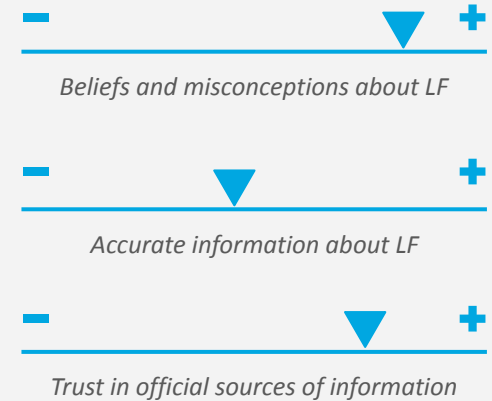 Beliefs and misconceptions about LF
Accurate information about LF
Trust in official sources of information